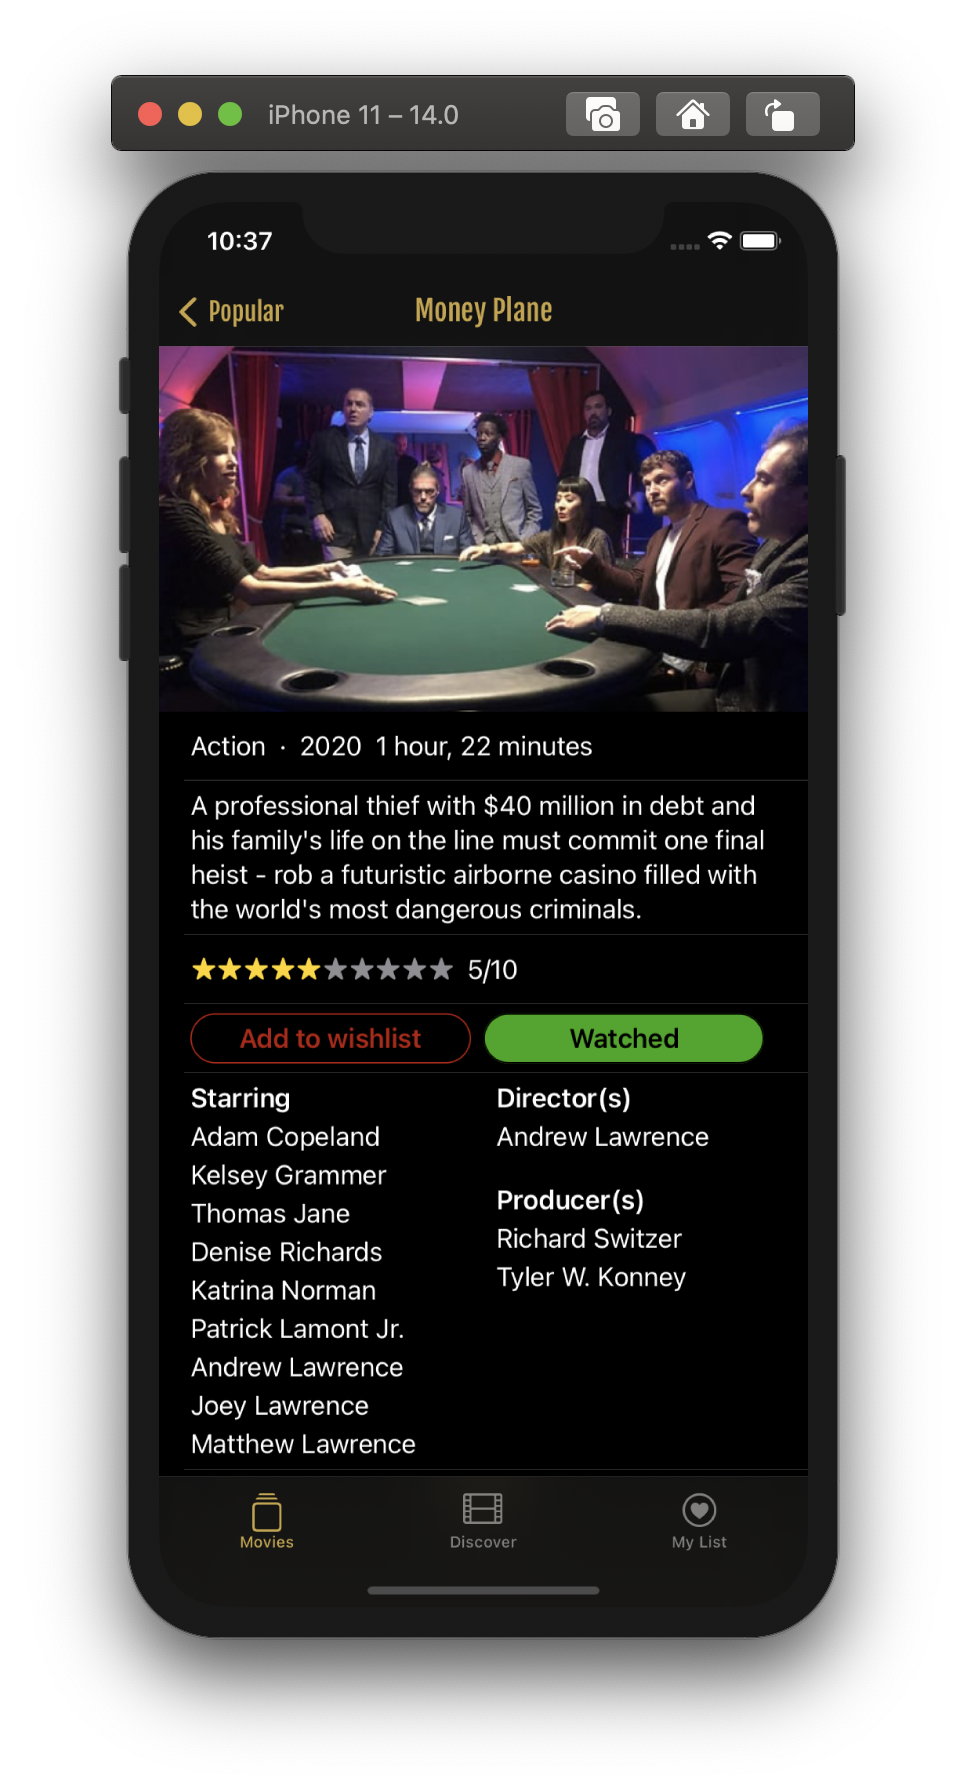 iPhone 11 – 14.0
10:37
Popular
Money Plane
Action · 2020 1 hour, 22 minutes
A professional thief with $40 million in debt and
his family's life on the line must commit one final
heist - rob a futuristic airborne casino filled with
the world's most dangerous criminals.
5/10
Add to wishlist
Watched
Starring
Adam Copeland
Kelsey Grammer
Thomas Jane
Denise Richards
Katrina Norman
Patrick Lamont Jr.
Andrew Lawrence
Joey Lawrence
Matthew Lawrence
Director(s)
Andrew Lawrence
Producer(s)
Richard Switzer
Tyler W. Konney
Movies
Discover
My List